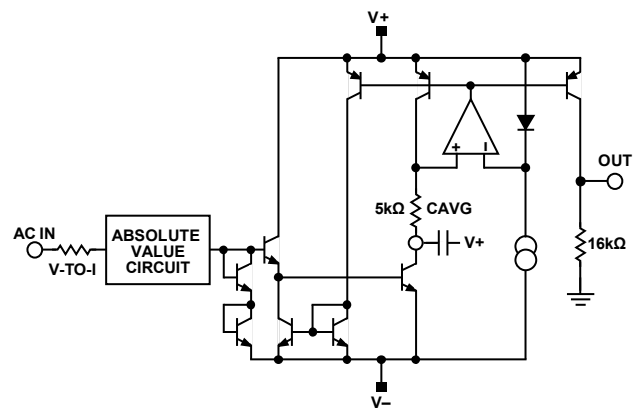 V+
OUT
+ −
5kΩ CAVG
AC IN
ABSOLUTE
VALUE
CIRCUIT
V+
16kΩ
V-TO-I
V–